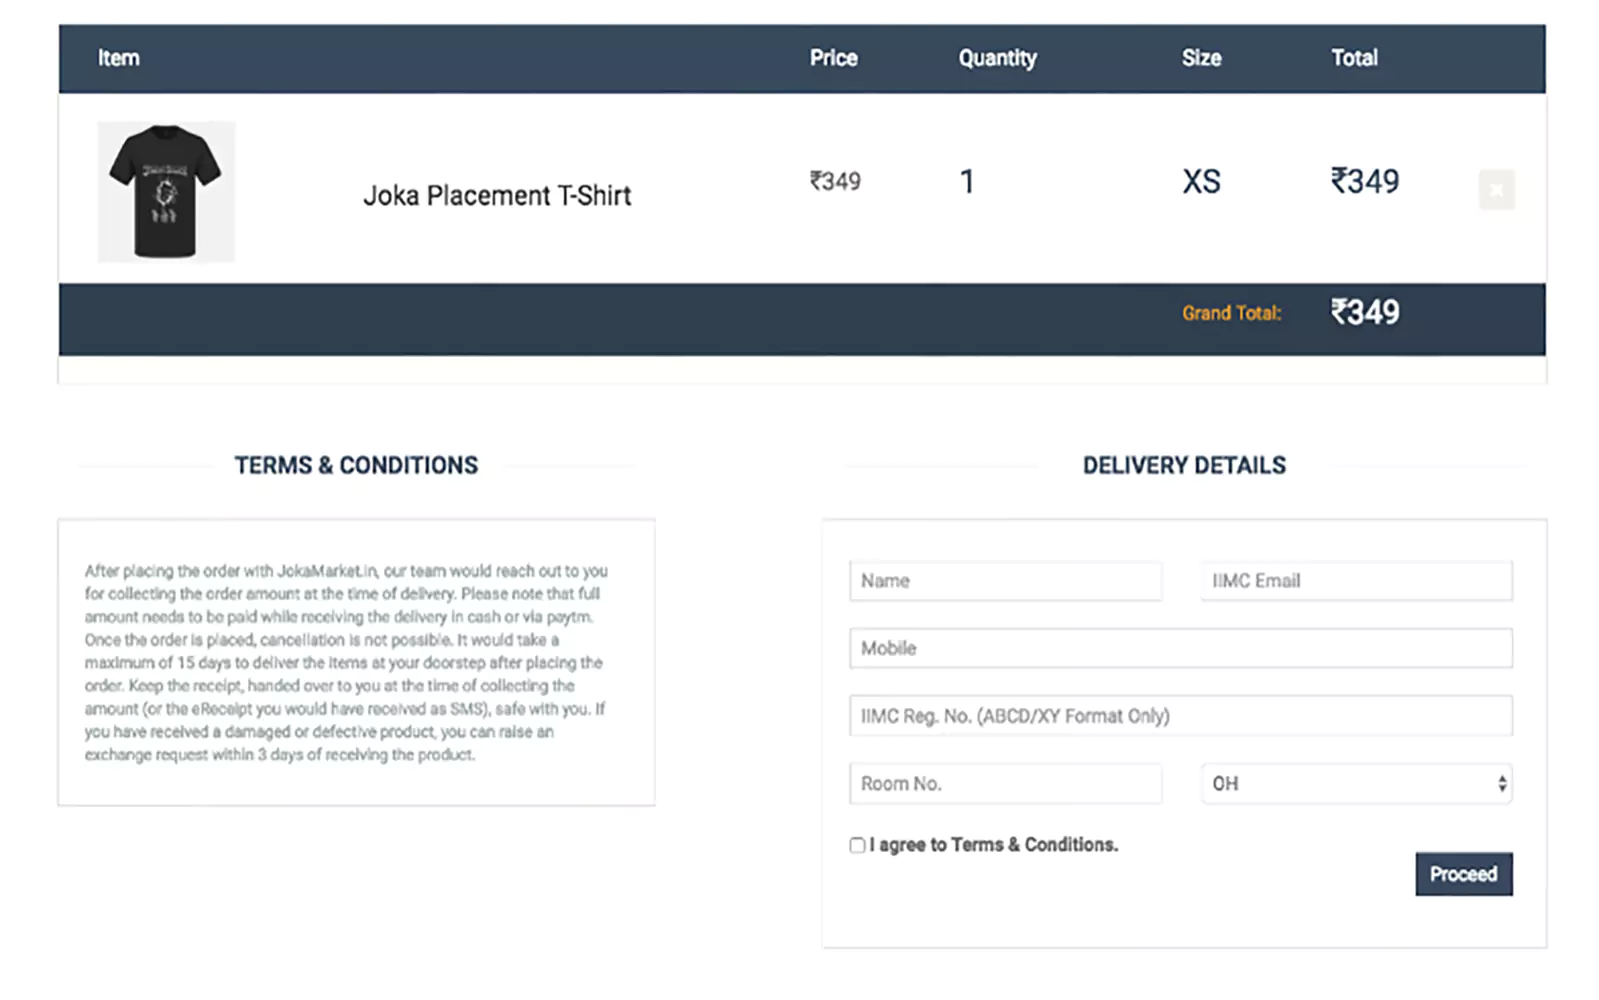 Item Price Quantity Size Total
Joka Placement T-Shirt ₹349 1 XS ₹349
Grand Total: ₹349
TERMS & CONDITIONS
After placing the order with JokaMarket.in, our team would reach out to you
for collecting the order amount at the time of delivery. Please note that full
amount needs to be paid while receiving the delivery in cash or via paytm.
Once the order is placed, cancellation is not possible. It would take a
maximum of 15 days to deliver the items at your doorstep after placing the
order. Keep the receipt, handed over to you at the time of collecting the
amount (or the eReceipt you would have received as SMS), safe with you. If
you have received a damaged or defective product, you can raise an
exchange request within 3 days of receiving the product.
DELIVERY DETAILS
Name IIMC Email
Mobile
IIMC Reg. No. (ABCD/XY Format Only)
Room No. OH
I agree to Terms & Conditions.
Proceed